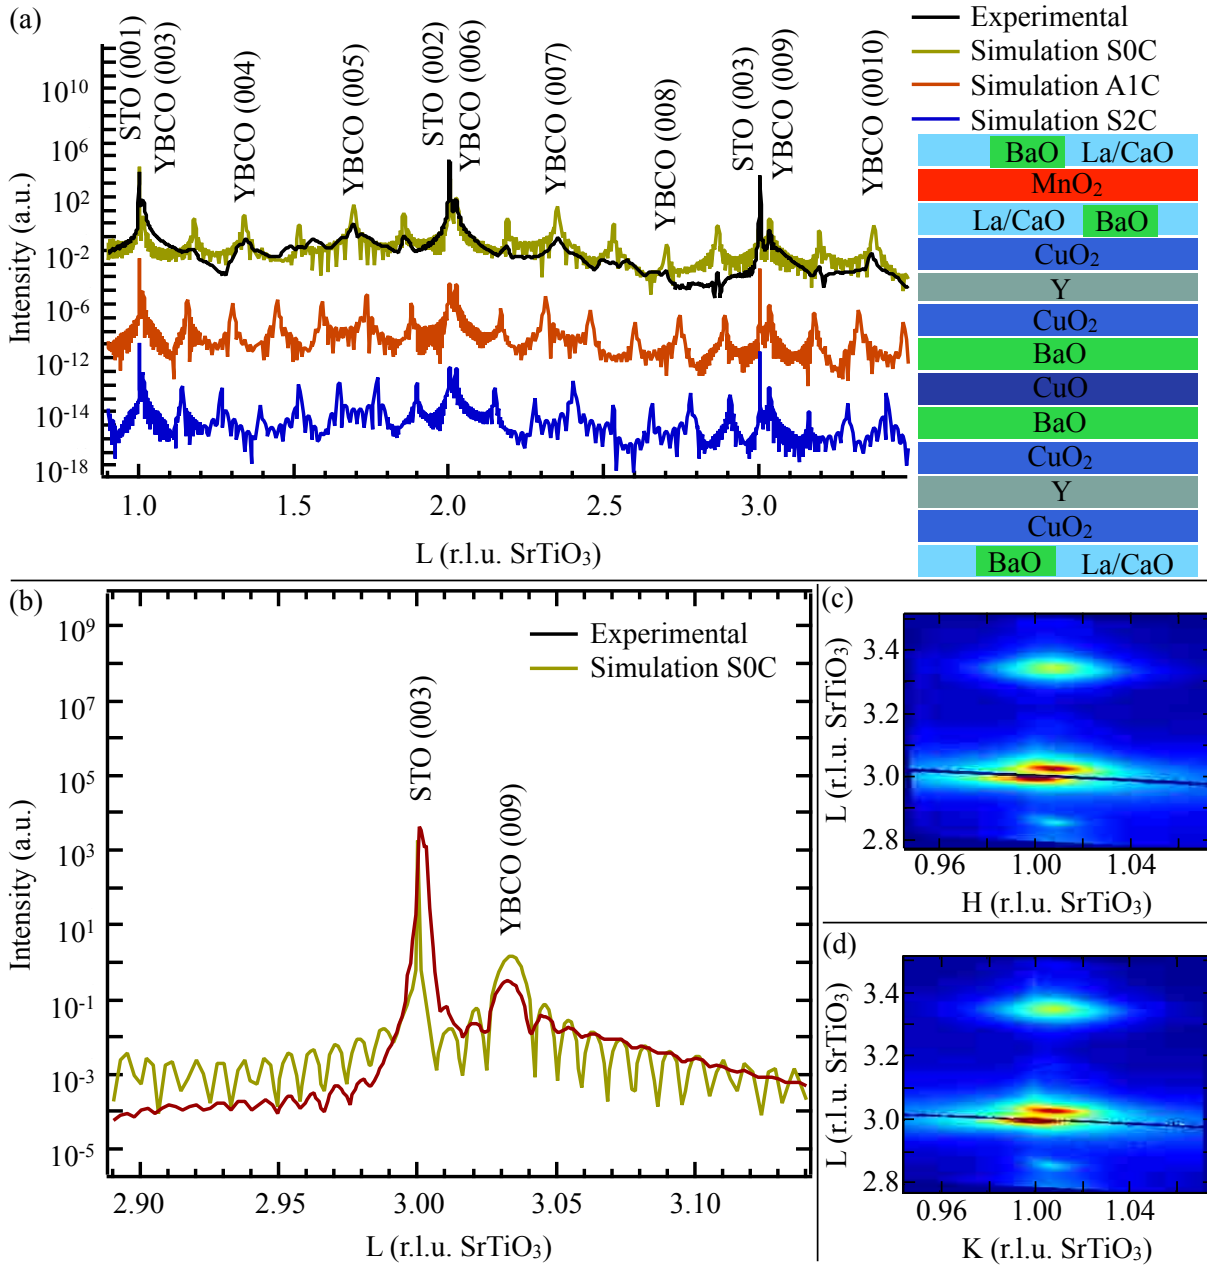 (a)
STO (001)
YBCO (003)
YBCO (004)
YBCO (005)
STO (002)
YBCO (006)
YBCO (007)
YBCO (008)
STO (003)
YBCO (009)
YBCO (0010)
Experimental
Simulation S0C
Simulation A1C
Simulation S2C
Intensity (a.u.)
10¹⁰
10⁶
10²
10⁻²
10⁻⁶
10⁻¹²
10⁻¹⁴
10⁻¹⁸
1.0 1.5 2.0 2.5 3.0
L (r.l.u. SrTiO₃)
BaO La/CaO
MnO₂
La/CaO BaO
CuO₂
Y
CuO₂
BaO
CuO
BaO
CuO₂
Y
CuO₂
BaO La/CaO
(b)
Experimental
Simulation S0C
STO (003)
YBCO (009)
Intensity (a.u.)
10⁹
10⁷
10⁵
10³
10¹
10⁻¹
10⁻³
10⁻⁵
2.90 2.95 3.00 3.05 3.10
L (r.l.u. SrTiO₃)
(c)
L (r.l.u. SrTiO₃)
3.4
3.0
2.8
0.96 1.00 1.04
H (r.l.u. SrTiO₃)
(d)
L (r.l.u. SrTiO₃)
3.4
3.2
3.0
2.8
0.96 1.00 1.04
K (r.l.u. SrTiO₃)